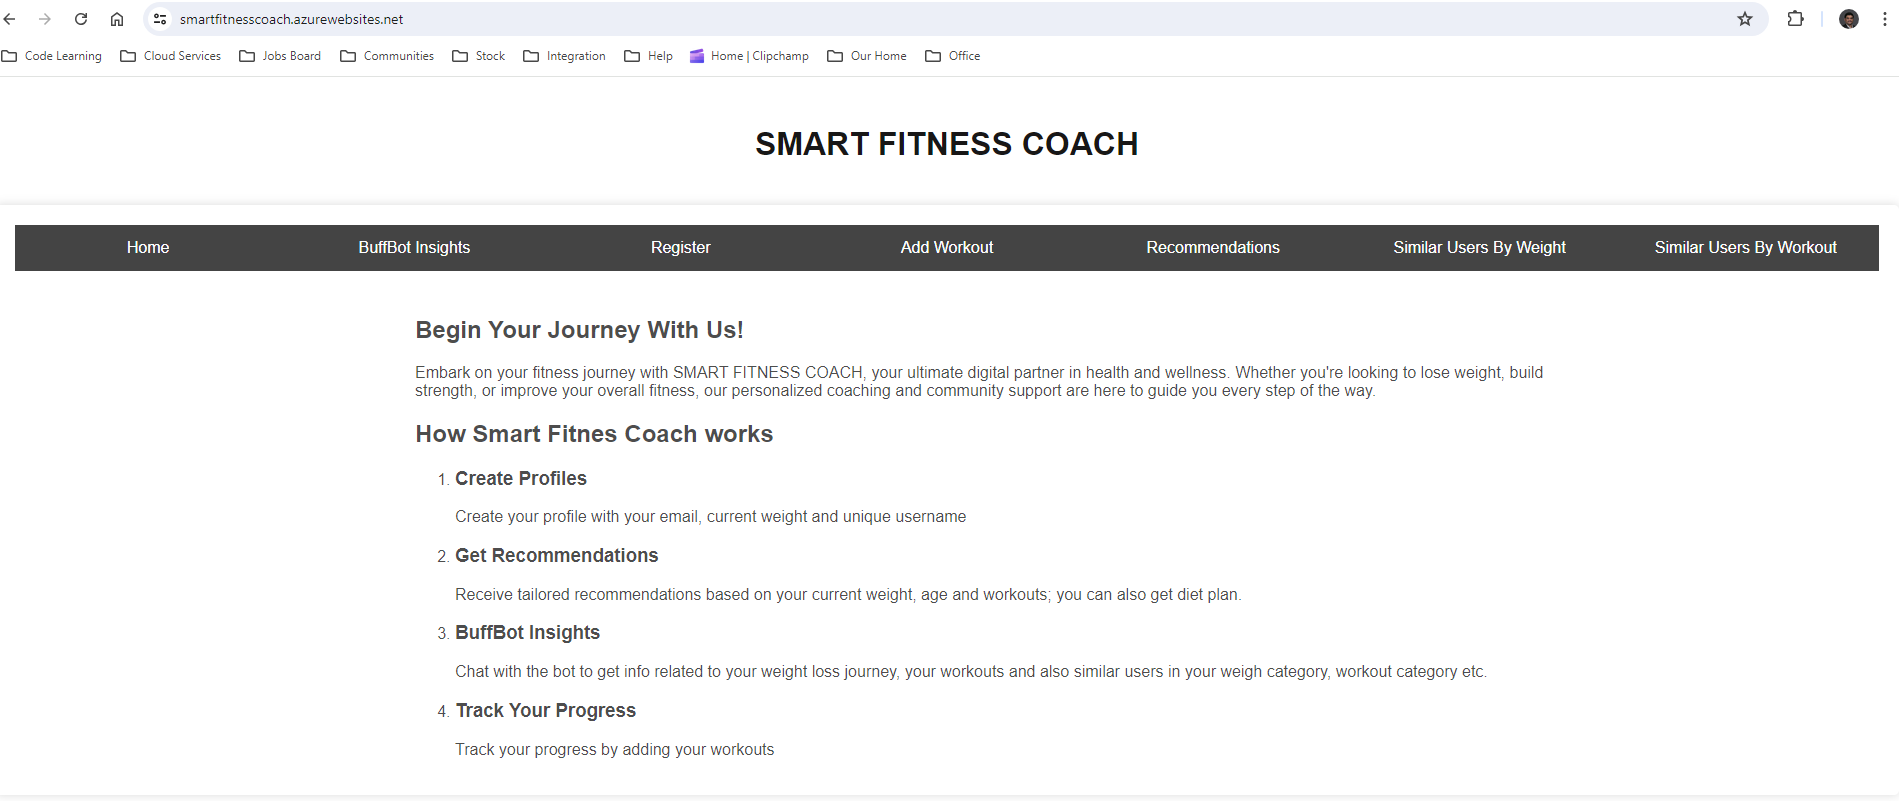 smartfitnesscoach.azurewebsites.net
Code Learning Cloud Services Jobs Board Communities Stock Integration Help Home | Clipchamp Our Home Office
SMART FITNESS COACH
Home BuffBot Insights Register Add Workout Recommendations Similar Users By Weight Similar Users By Workout
Begin Your Journey With Us!
Embark on your fitness journey with SMART FITNESS COACH, your ultimate digital partner in health and wellness. Whether you're looking to lose weight, build
strength, or improve your overall fitness, our personalized coaching and community support are here to guide you every step of the way.
How Smart Fitnes Coach works
1. Create Profiles
Create your profile with your email, current weight and unique username
2. Get Recommendations
Receive tailored recommendations based on your current weight, age and workouts; you can also get diet plan.
3. BuffBot Insights
Chat with the bot to get info related to your weight loss journey, your workouts and also similar users in your weigh category, workout category etc.
4. Track Your Progress
Track your progress by adding your workouts